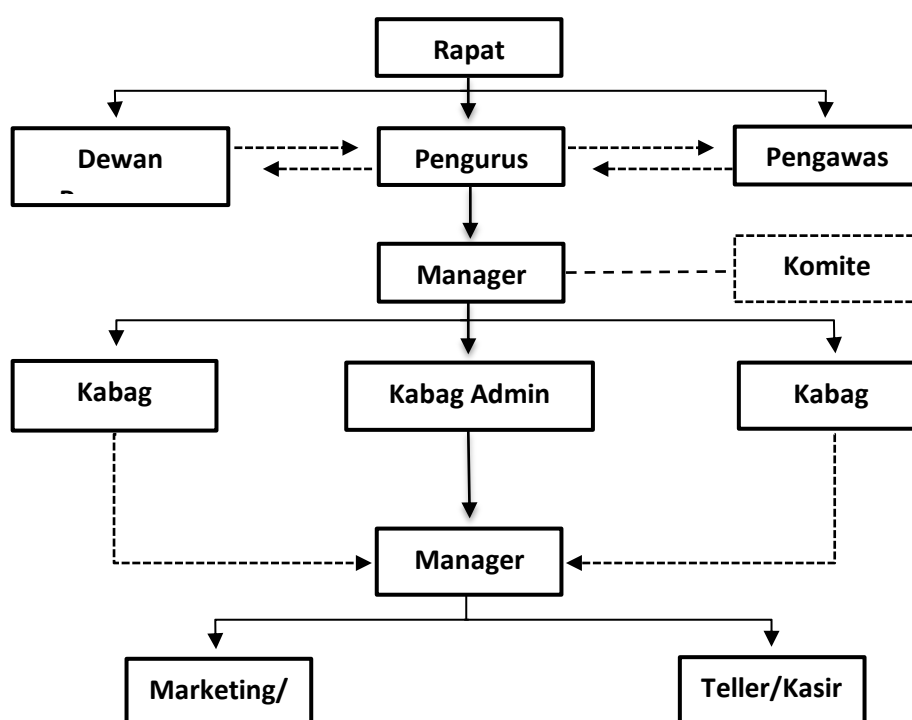 Rapat
Dewan
Pengurus
Pengawas
Manager
Komite
Kabag
Kabag Admin
Kabag
Manager
Marketing/
Teller/Kasir